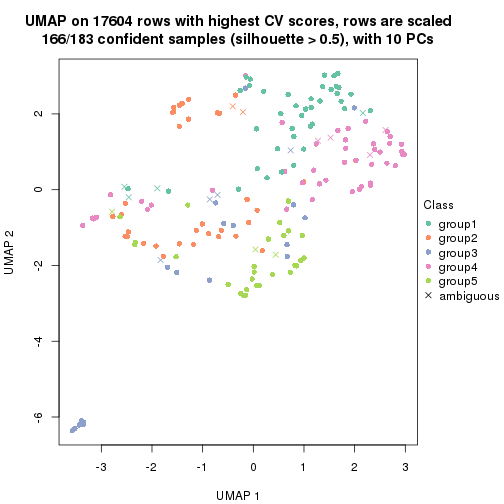 UMAP on 17604 rows with highest CV scores, rows are scaled
166/183 confident samples (silhouette > 0.5), with 10 PCs
UMAP 2
2
0
-2
-4
-6
-3
-2
-1
0
1
2
3
UMAP 1
Class
group1
group2
group3
group4
group5
ambiguous